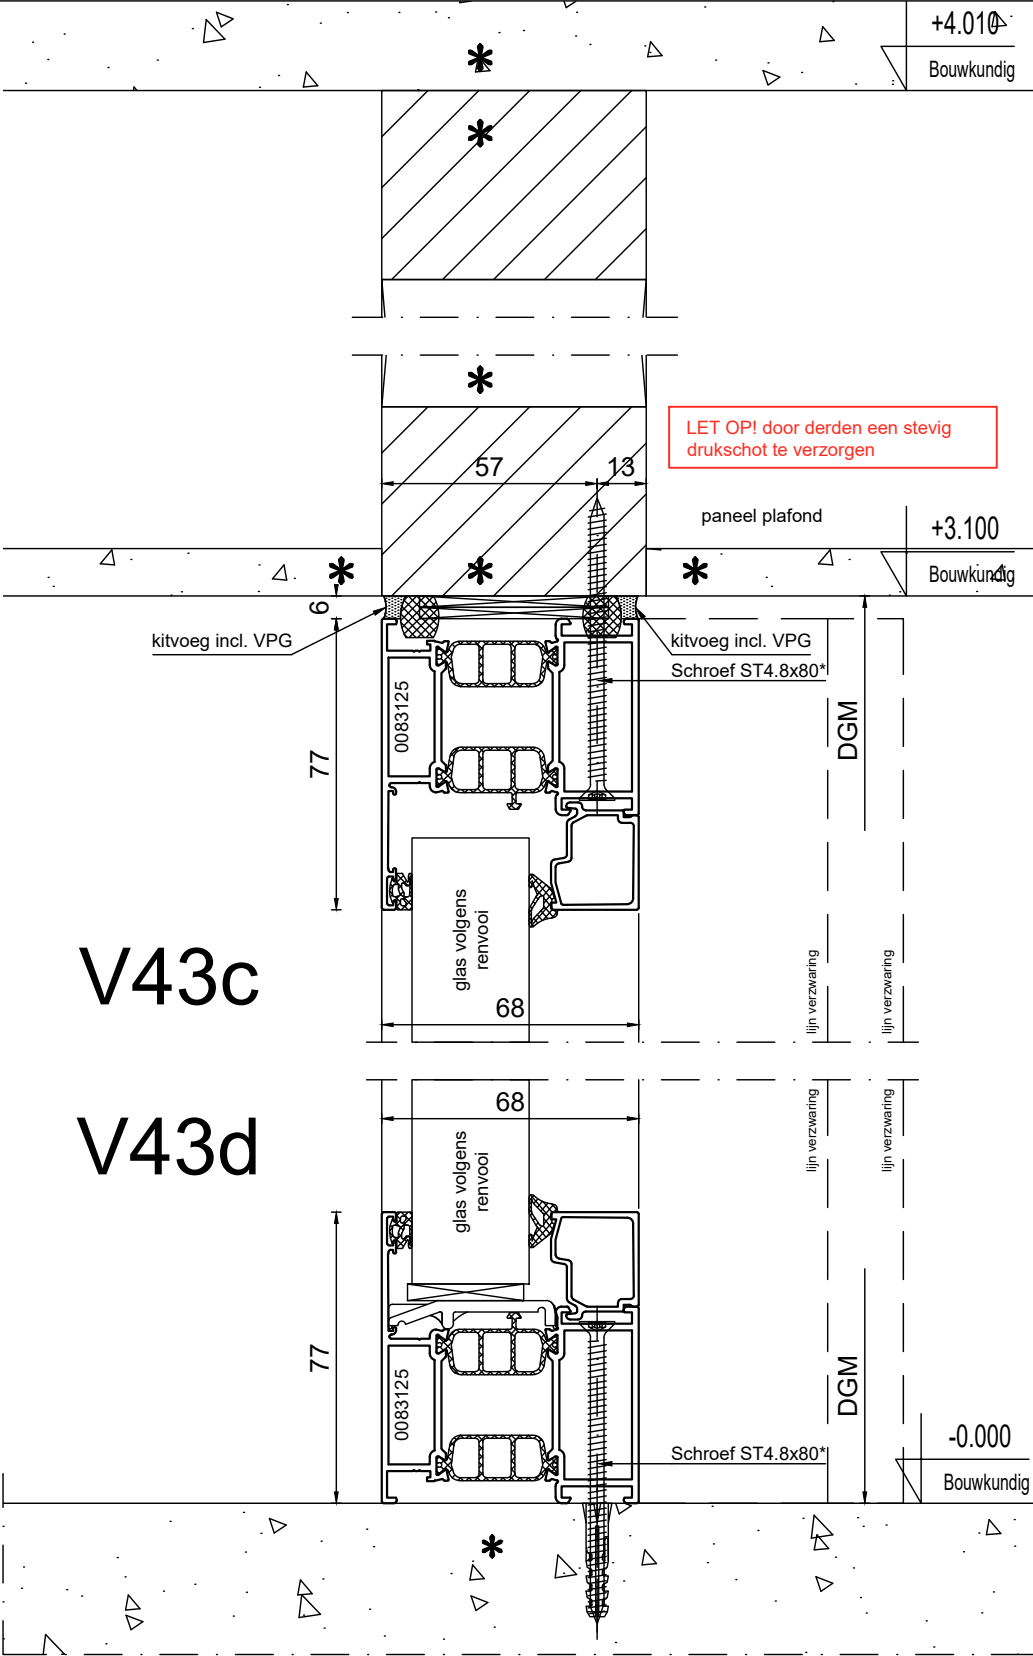 +4.010
Bouwkundig
LET OP! door derden een stevig
drukschot te verzorgen
57
13
paneel plafond
+3.100
Bouwkundig
6
kitvoeg incl. VPG
kitvoeg incl. VPG
Schroef ST4.8x80*
0083125
77
DGM
glas volgens
renvooi
V43c
68
lijn verzwaring
lijn verzwaring
V43d
68
lijn verzwaring
lijn verzwaring
glas volgens
renvooi
77
0083125
DGM
Schroef ST4.8x80*
-0.000
Bouwkundig